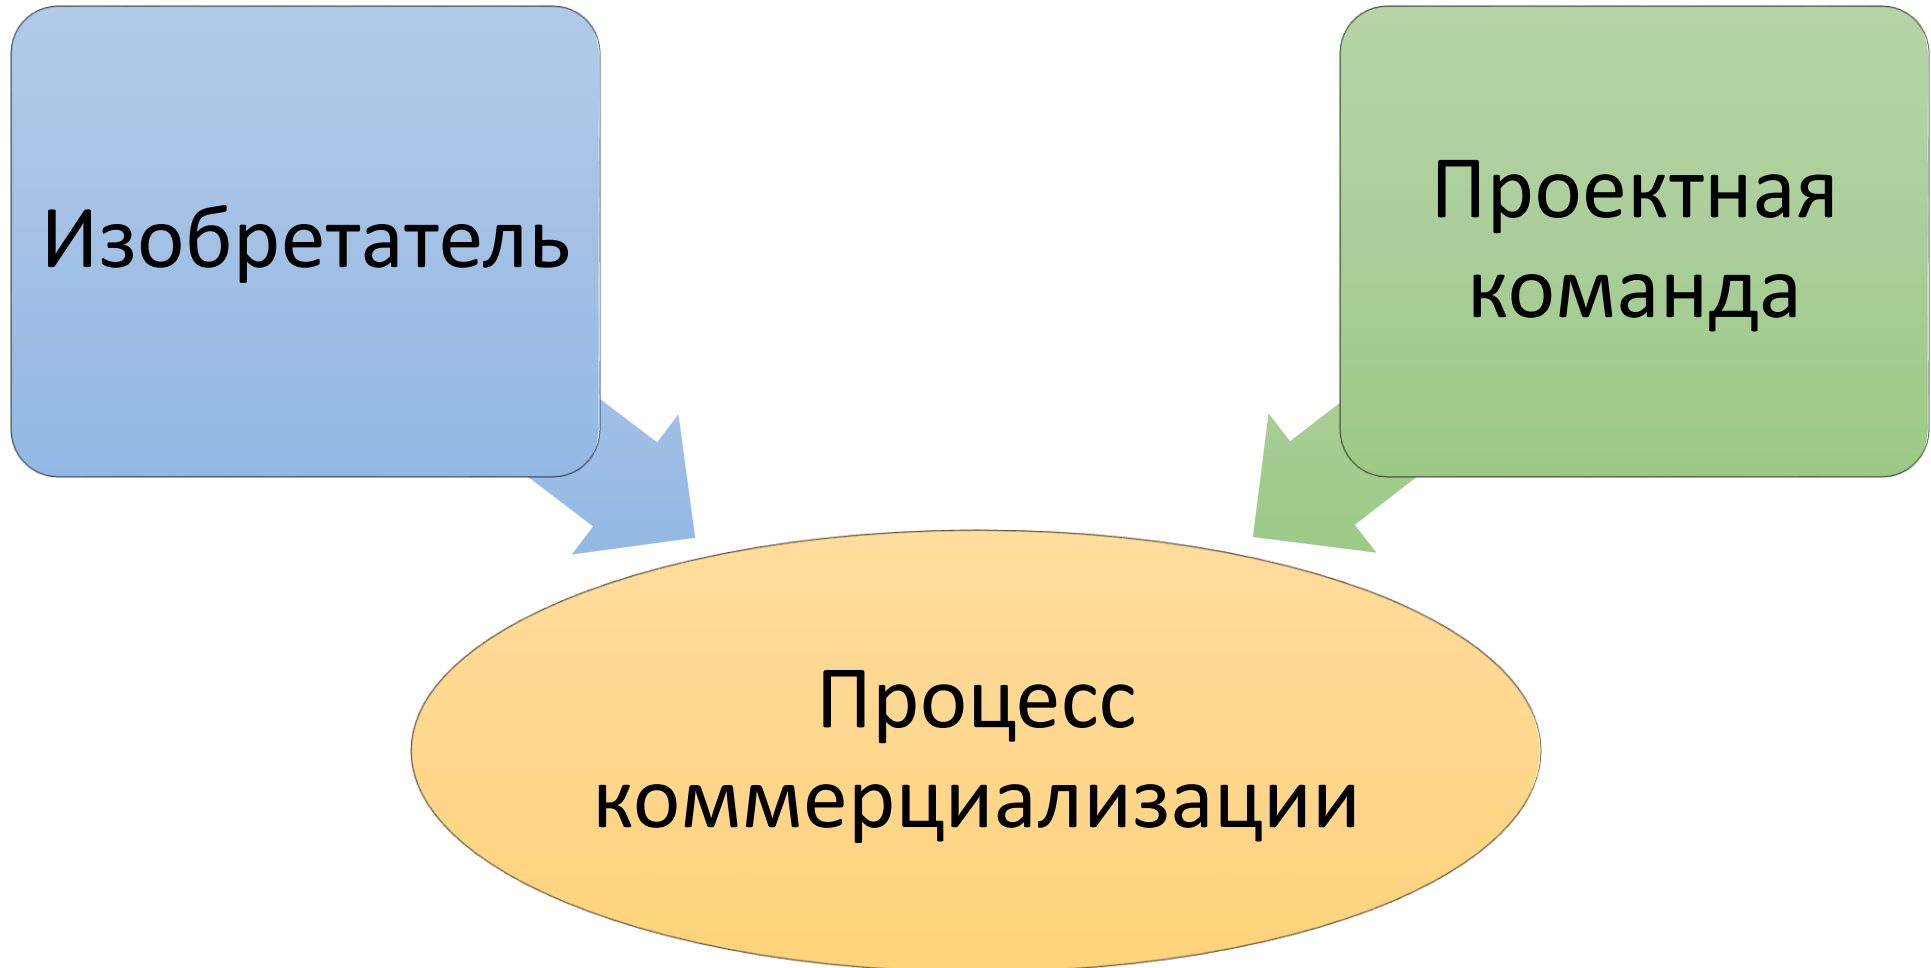 Изобретатель
Проектная
команда
Процесс
коммерциализации